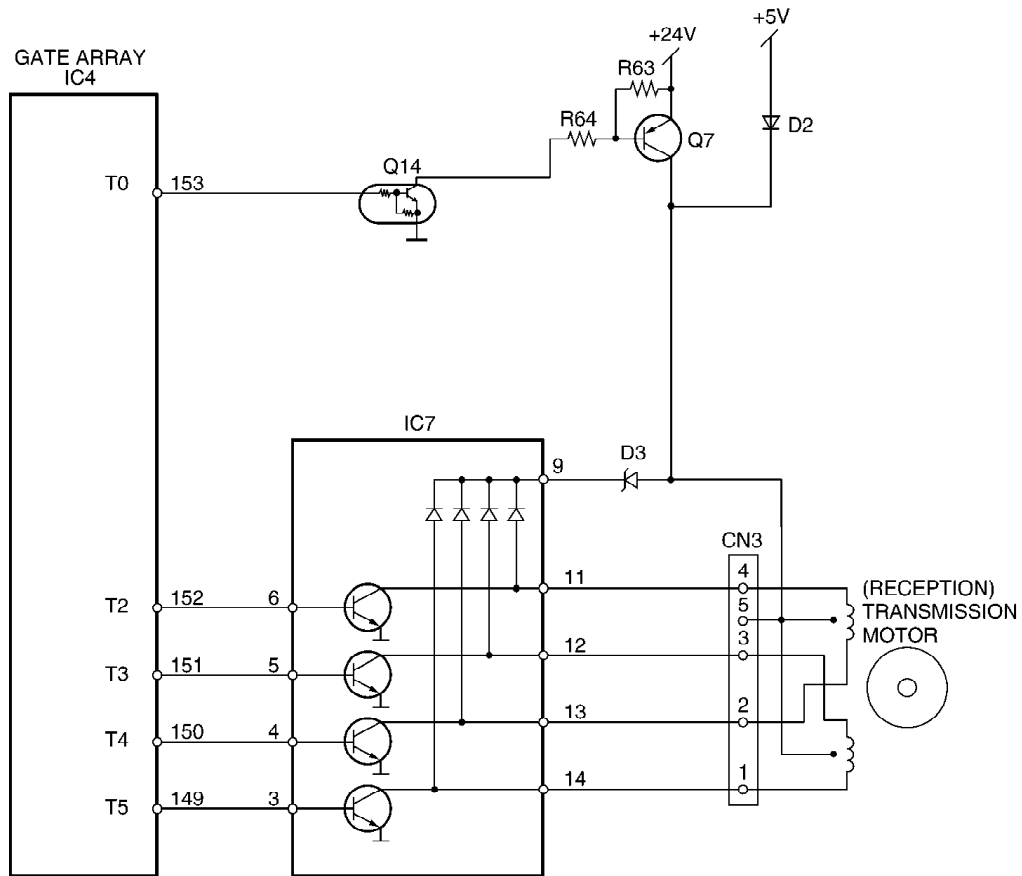 +5V
+24V
GATE ARRAY
IC4
R63
R64
D2
Q7
Q14
T0
153
IC7
9
D3
CN3
11
4
(RECEPTION)
TRANSMISSION
MOTOR
5
T2
152
6
12
3
T3
151
5
13
2
T4
150
4
14
1
T5
149
3